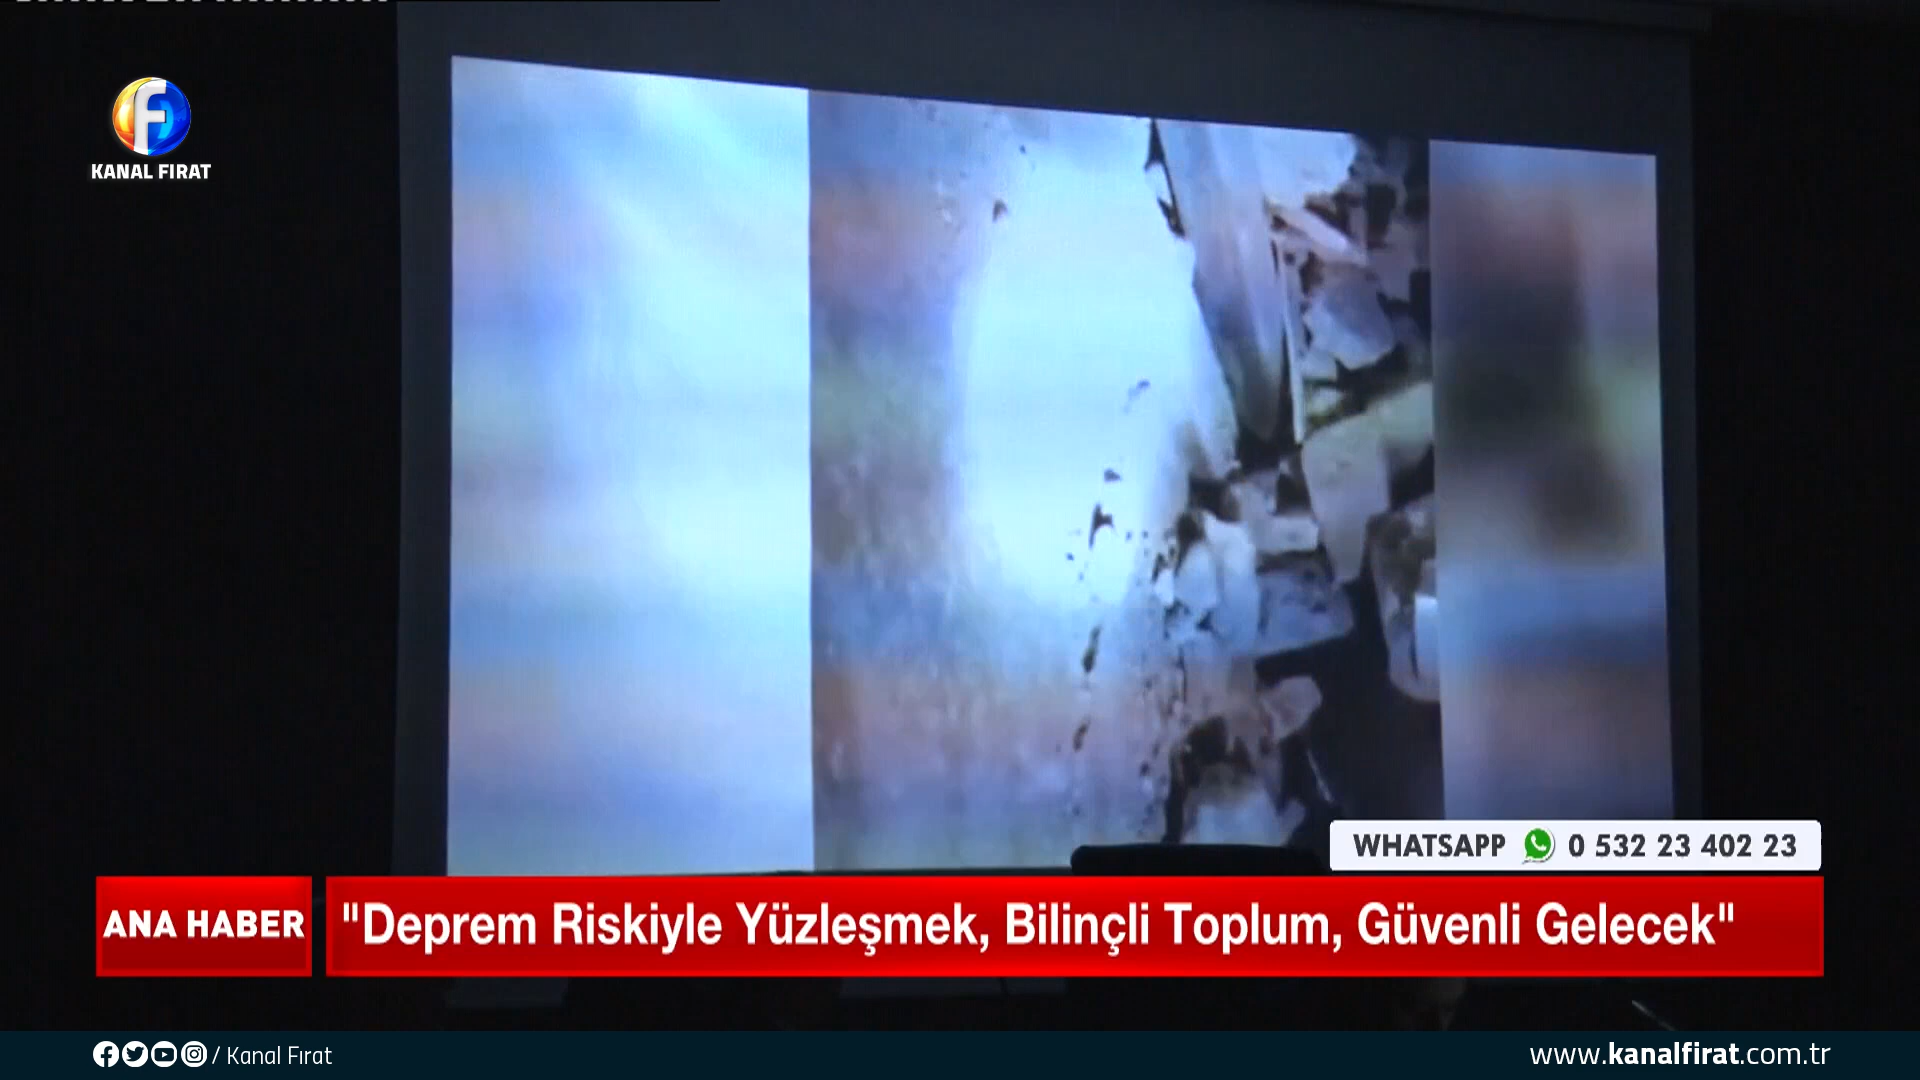 KANAL FIRAT
WHATSAPP 0 532 23 402 23
ANA HABER
"Deprem Riskiyle Yüzleşmek, Bilinçli Toplum, Güvenli Gelecek"
/ Kanal Fırat
www.kanalfirat.com.tr